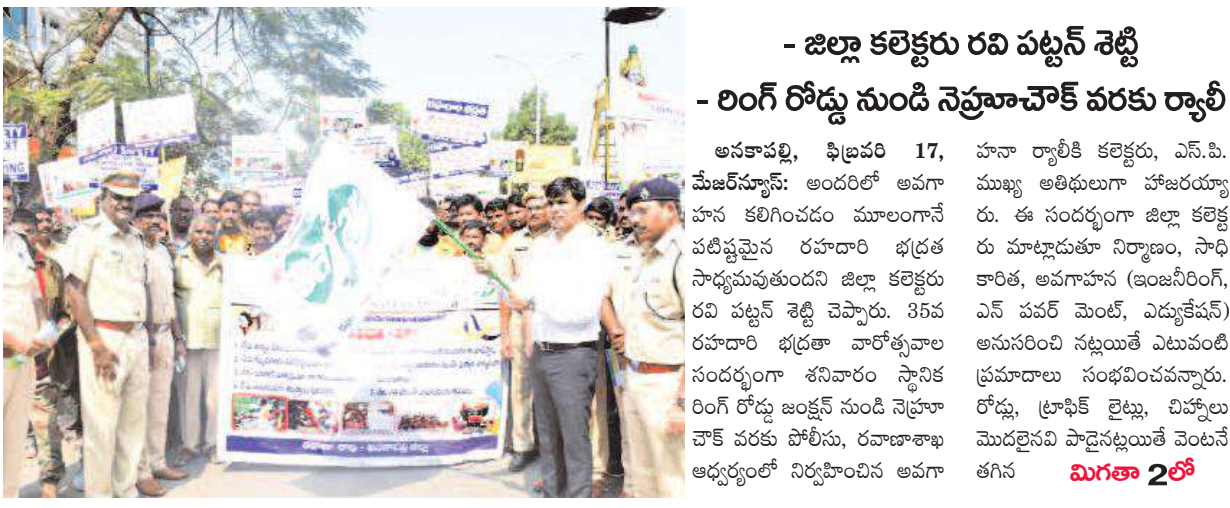 - జిల్లా కలెక్టరు రవి పట్టన్ శెట్టి
- రింగ్ రోడ్డు నుండి నెహ్రూచౌక్ వరకు ర్యాలీ
అనకాపల్లి, ఫిబ్రవరి 17,
మేజర్‌న్యూస్: అందరిలో అవగా
హన కలిగించడం మూలంగానే
పటిష్టమైన రహదారి భద్రత
సాధ్యమవుతుందని జిల్లా కలెక్టరు
రవి పట్టన్ శెట్టి చెప్పారు. 35వ
రహదారి భద్రతా వారోత్సవాల
సందర్భంగా శనివారం స్థానిక
రింగ్ రోడ్డు జంక్షన్ నుండి నెహ్రూ
చౌక్ వరకు పోలీసు, రవాణాశాఖ
ఆధ్వర్యంలో నిర్వహించిన అవగా
హనా ర్యాలీకి కలెక్టరు, ఎస్.పి.
ముఖ్య అతిథులుగా హాజరయ్యా
రు. ఈ సందర్భంగా జిల్లా కలెక్ట
రు మాట్లాడుతూ నిర్మాణం, సాధి
కారిత, అవగాహన (ఇంజనీరింగ్,
ఎన్ పవర్ మెంట్, ఎడ్యుకేషన్)
అనుసరించి నట్లయితే ఎటువంటి
ప్రమాదాలు సంభవించవన్నారు.
రోడ్లు, ట్రాఫిక్ లైట్లు, చిహ్నాలు
మొదలైనవి పాడైనట్లయితే వెంటనే
తగిన మిగతా 2లో